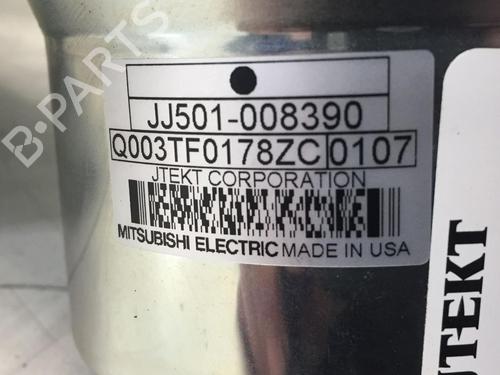 JJ501-008390
Q003TF0178ZC 0107
JTEKT CORPORATION
MITSUBISHI ELECTRIC MADE IN USA
JTEKT
B-PARTS